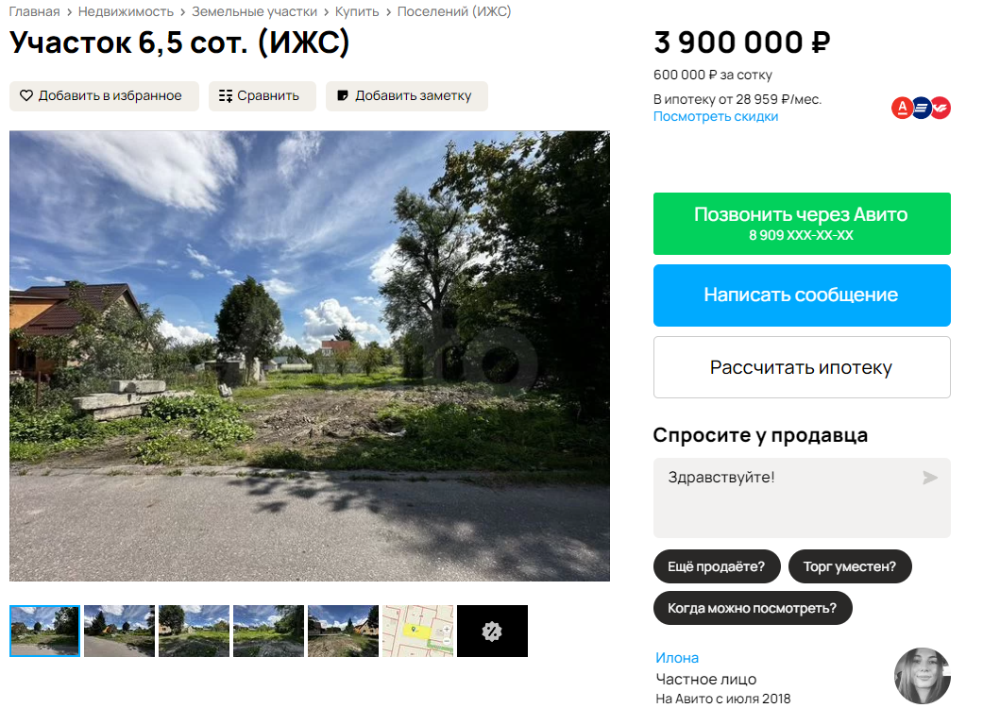 Главная › Недвижимость › Земельные участки › Купить › Поселений (ИЖС)
Участок 6,5 сот. (ИЖС)
Добавить в избранное
Сравнить
Добавить заметку
Avito
3 900 000 ₽
600 000 ₽ за сотку
В ипотеку от 28 959 ₽/мес.
Посмотреть скидки
А
Позвонить через Авито
8 909 XXX-XX-XX
Написать сообщение
Рассчитать ипотеку
Спросите у продавца
Здравствуйте!
Ещё продаёте?
Торг уместен?
Когда можно посмотреть?
Илона
Частное лицо
На Авито с июля 2018